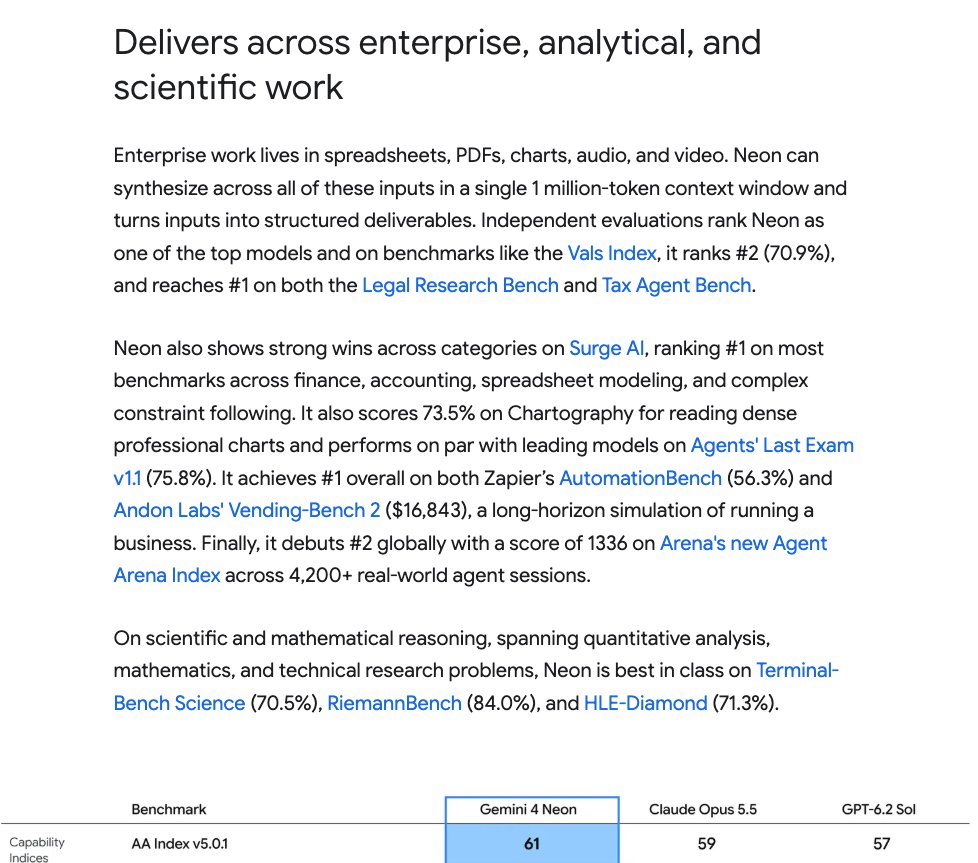 Delivers across enterprise, analytical, and
scientific work
Enterprise work lives in spreadsheets, PDFs, charts, audio, and video. Neon can
synthesize across all of these inputs in a single 1 million-token context window and
turns inputs into structured deliverables. Independent evaluations rank Neon as
one of the top models and on benchmarks like the Vals Index, it ranks #2 (70.9%),
and reaches #1 on both the Legal Research Bench and Tax Agent Bench.
Neon also shows strong wins across categories on Surge AI, ranking #1 on most
benchmarks across finance, accounting, spreadsheet modeling, and complex
constraint following. It also scores 73.5% on Chartography for reading dense
professional charts and performs on par with leading models on Agents' Last Exam
v1.1 (75.8%). It achieves #1 overall on both Zapier’s AutomationBench (56.3%) and
Andon Labs' Vending-Bench 2 ($16,843), a long-horizon simulation of running a
business. Finally, it debuts #2 globally with a score of 1336 on Arena's new Agent
Arena Index across 4,200+ real-world agent sessions.
On scientific and mathematical reasoning, spanning quantitative analysis,
mathematics, and technical research problems, Neon is best in class on Terminal-
Bench Science (70.5%), RiemannBench (84.0%), and HLE-Diamond (71.3%).
Benchmark Gemini 4 Neon Claude Opus 5.5 GPT-6.2 Sol
Capability AA Index v5.0.1 61 59 57
Indices